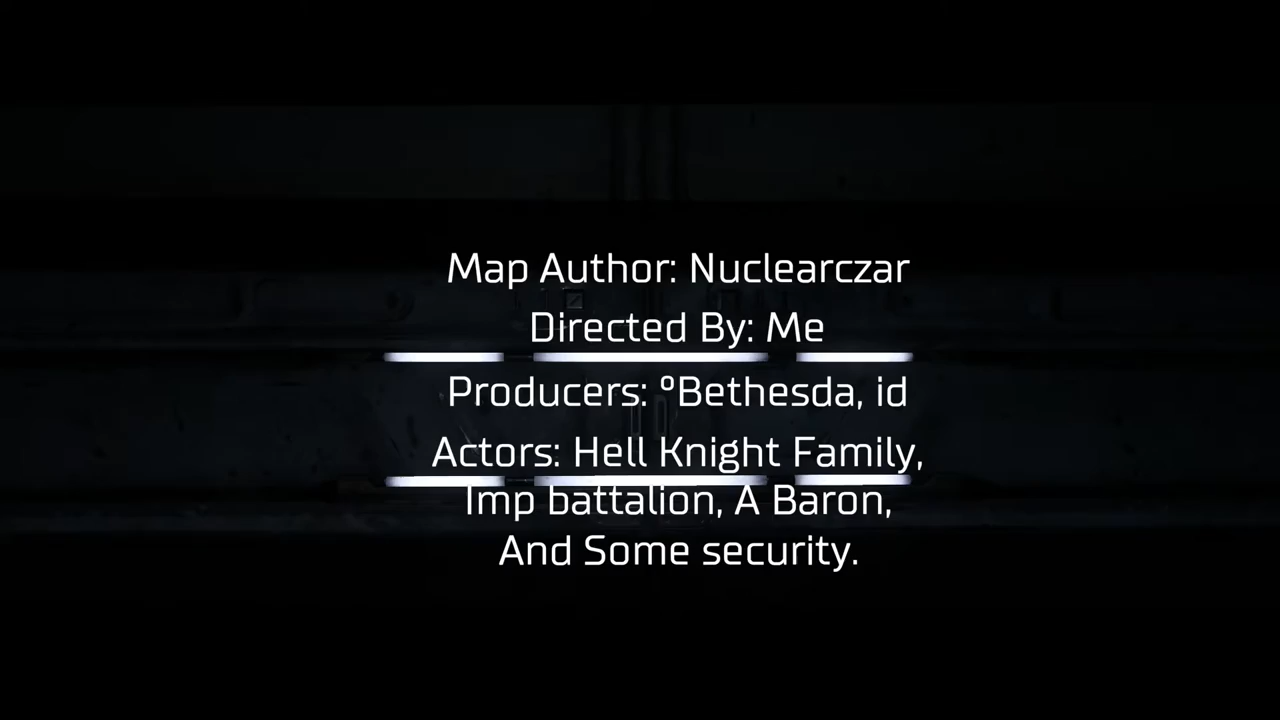 Map Author: Nuclearczar
Directed By: Me
Producers: ºBethesda, id
Actors: Hell Knight Family,
Imp battalion, A Baron,
And Some security.